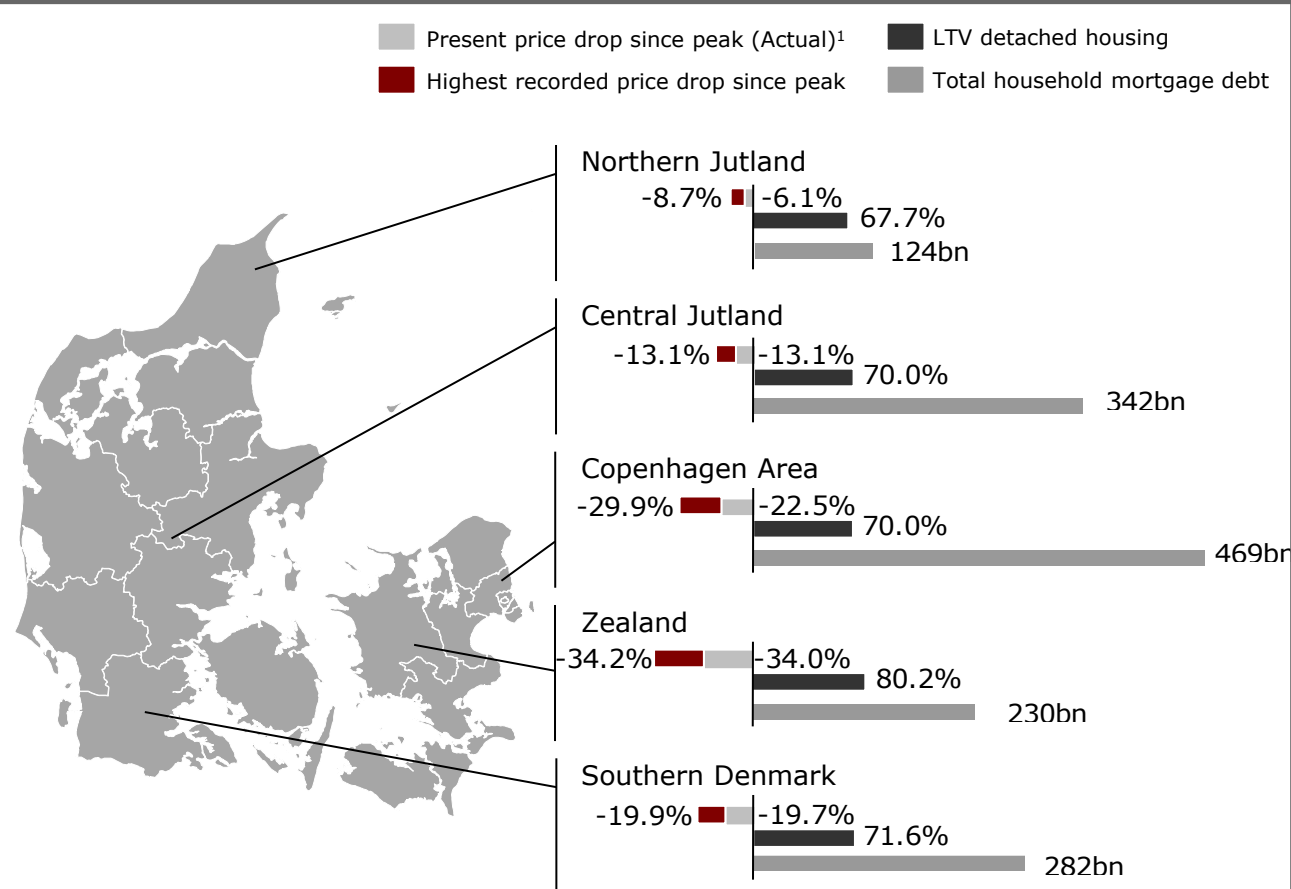 Present price drop since peak (Actual)¹
LTV detached housing
Highest recorded price drop since peak
Total household mortgage debt
Northern Jutland
-8.7% -6.1%
67.7%
124bn
Central Jutland
-13.1% -13.1%
70.0%
342bn
Copenhagen Area
-29.9% -22.5%
70.0%
469bn
Zealand
-34.2% -34.0%
80.2%
230bn
Southern Denmark
-19.9% -19.7%
71.6%
282bn